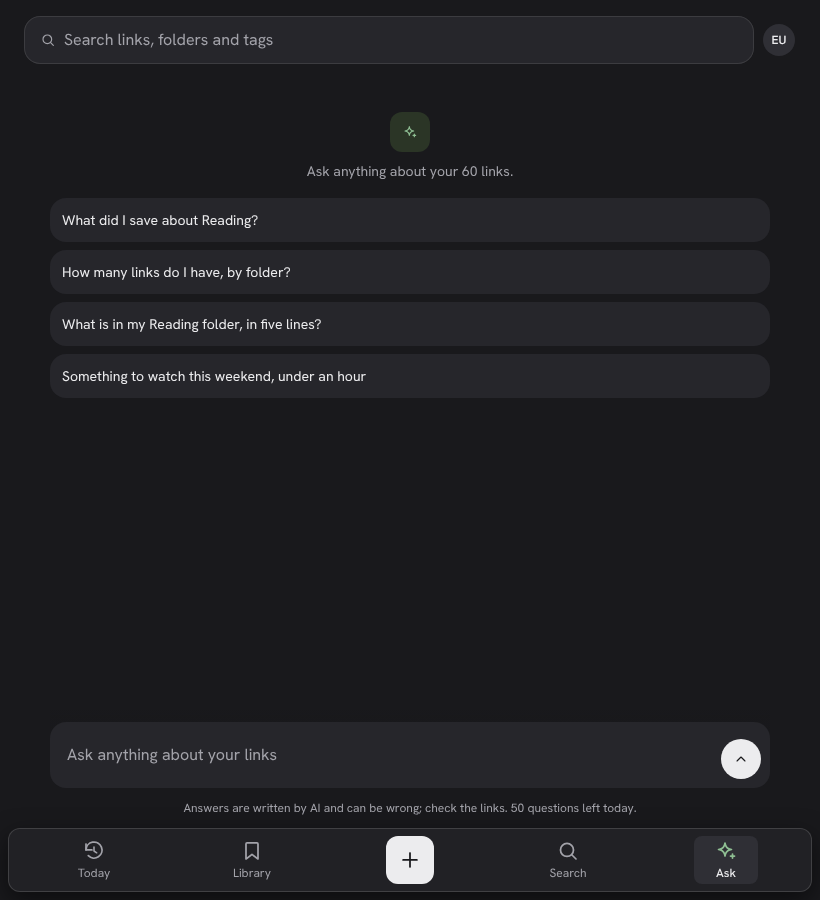 Search links, folders and tags
EU
Ask anything about your 60 links.
What did I save about Reading?
How many links do I have, by folder?
What is in my Reading folder, in five lines?
Something to watch this weekend, under an hour
Ask anything about your links
Answers are written by AI and can be wrong; check the links. 50 questions left today.
Today
Library
Search
Ask